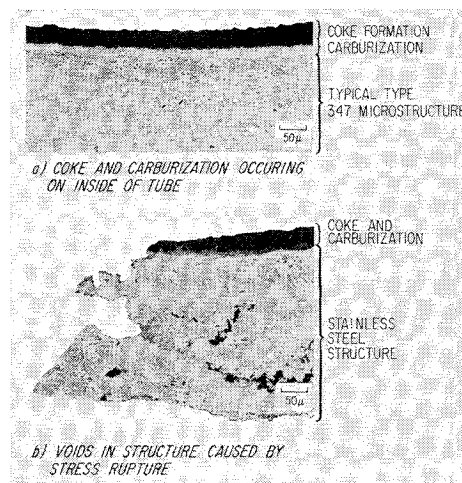 COKE FORMATION
CARBURIZATION
TYPICAL TYPE
347 MICROSTRUCTURE
50µ
a) COKE AND CARBURIZATION OCCURING
ON INSIDE OF TUBE
COKE AND
CARBURIZATION
STAINLESS
STEEL
STRUCTURE
50µ
b) VOIDS IN STRUCTURE CAUSED BY
STRESS RUPTURE